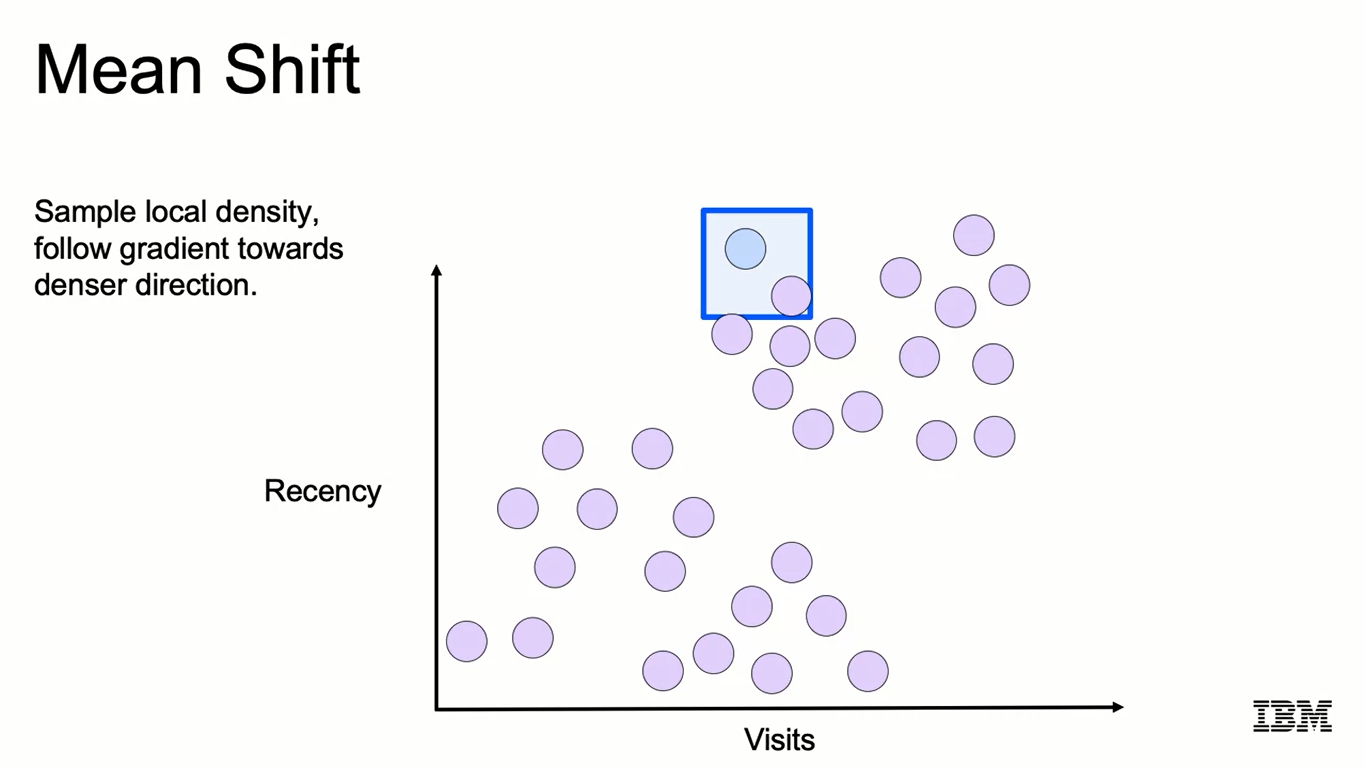 Mean Shift
Sample local density,
follow gradient towards
denser direction.
Recency
Visits
IBM